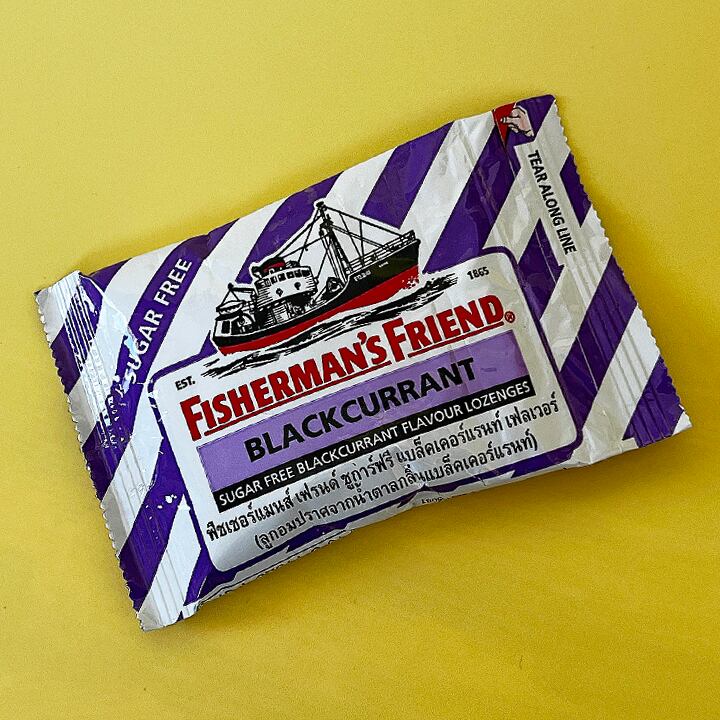 TEAR ALONG LINE
SUGAR FREE
EST. 1865
FISHERMAN'S FRIEND®
BLACKCURRANT
SUGAR FREE BLACKCURRANT FLAVOUR LOZENGES
ฟิชเชอร์แมนส์ เฟรนด์ ชูการ์ฟรี แบล็คเคอร์แรนท์ เฟลเวอร์
(ลูกอมปราศจากน้ำตาลกลิ่นแบล็คเคอร์แรนท์)